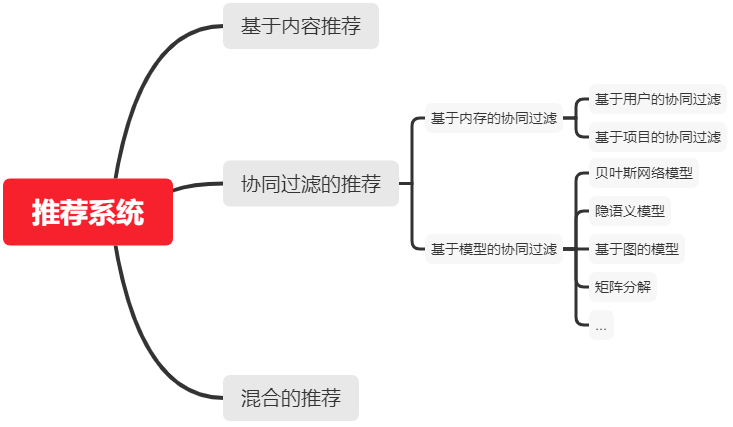 推荐系统
基于内容推荐
协同过滤的推荐
基于内存的协同过滤
基于用户的协同过滤
基于项目的协同过滤
基于模型的协同过滤
贝叶斯网络模型
隐语义模型
基于图的模型
矩阵分解
...
混合的推荐